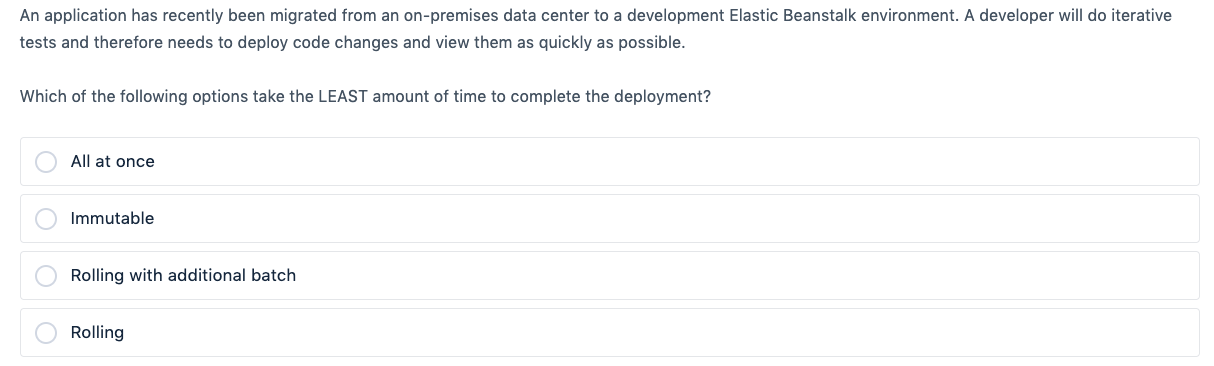 An application has recently been migrated from an on-premises data center to a development Elastic Beanstalk environment. A developer will do iterative
tests and therefore needs to deploy code changes and view them as quickly as possible.
Which of the following options take the LEAST amount of time to complete the deployment?
All at once
Immutable
Rolling with additional batch
Rolling